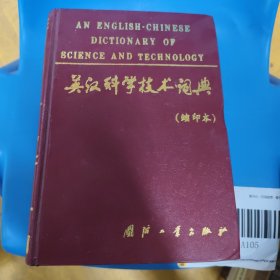 AN ENGLISH-CHINESE
DICTIONARY OF
SCIENCE AND TECHNOLOGY
英汉科学技术词典
(缩印本)
国防工业出版社
A105